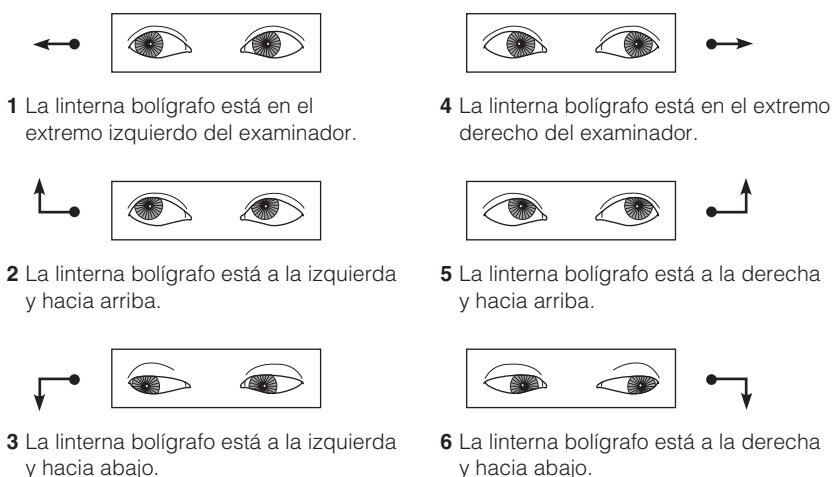 1 La linterna bolígrafo está en el
extremo izquierdo del examinador.
4 La linterna bolígrafo está en el extremo
derecho del examinador.
2 La linterna bolígrafo está a la izquierda
y hacia arriba.
5 La linterna bolígrafo está a la derecha
y hacia arriba.
3 La linterna bolígrafo está a la izquierda
y hacia abajo.
6 La linterna bolígrafo está a la derecha
y hacia abajo.